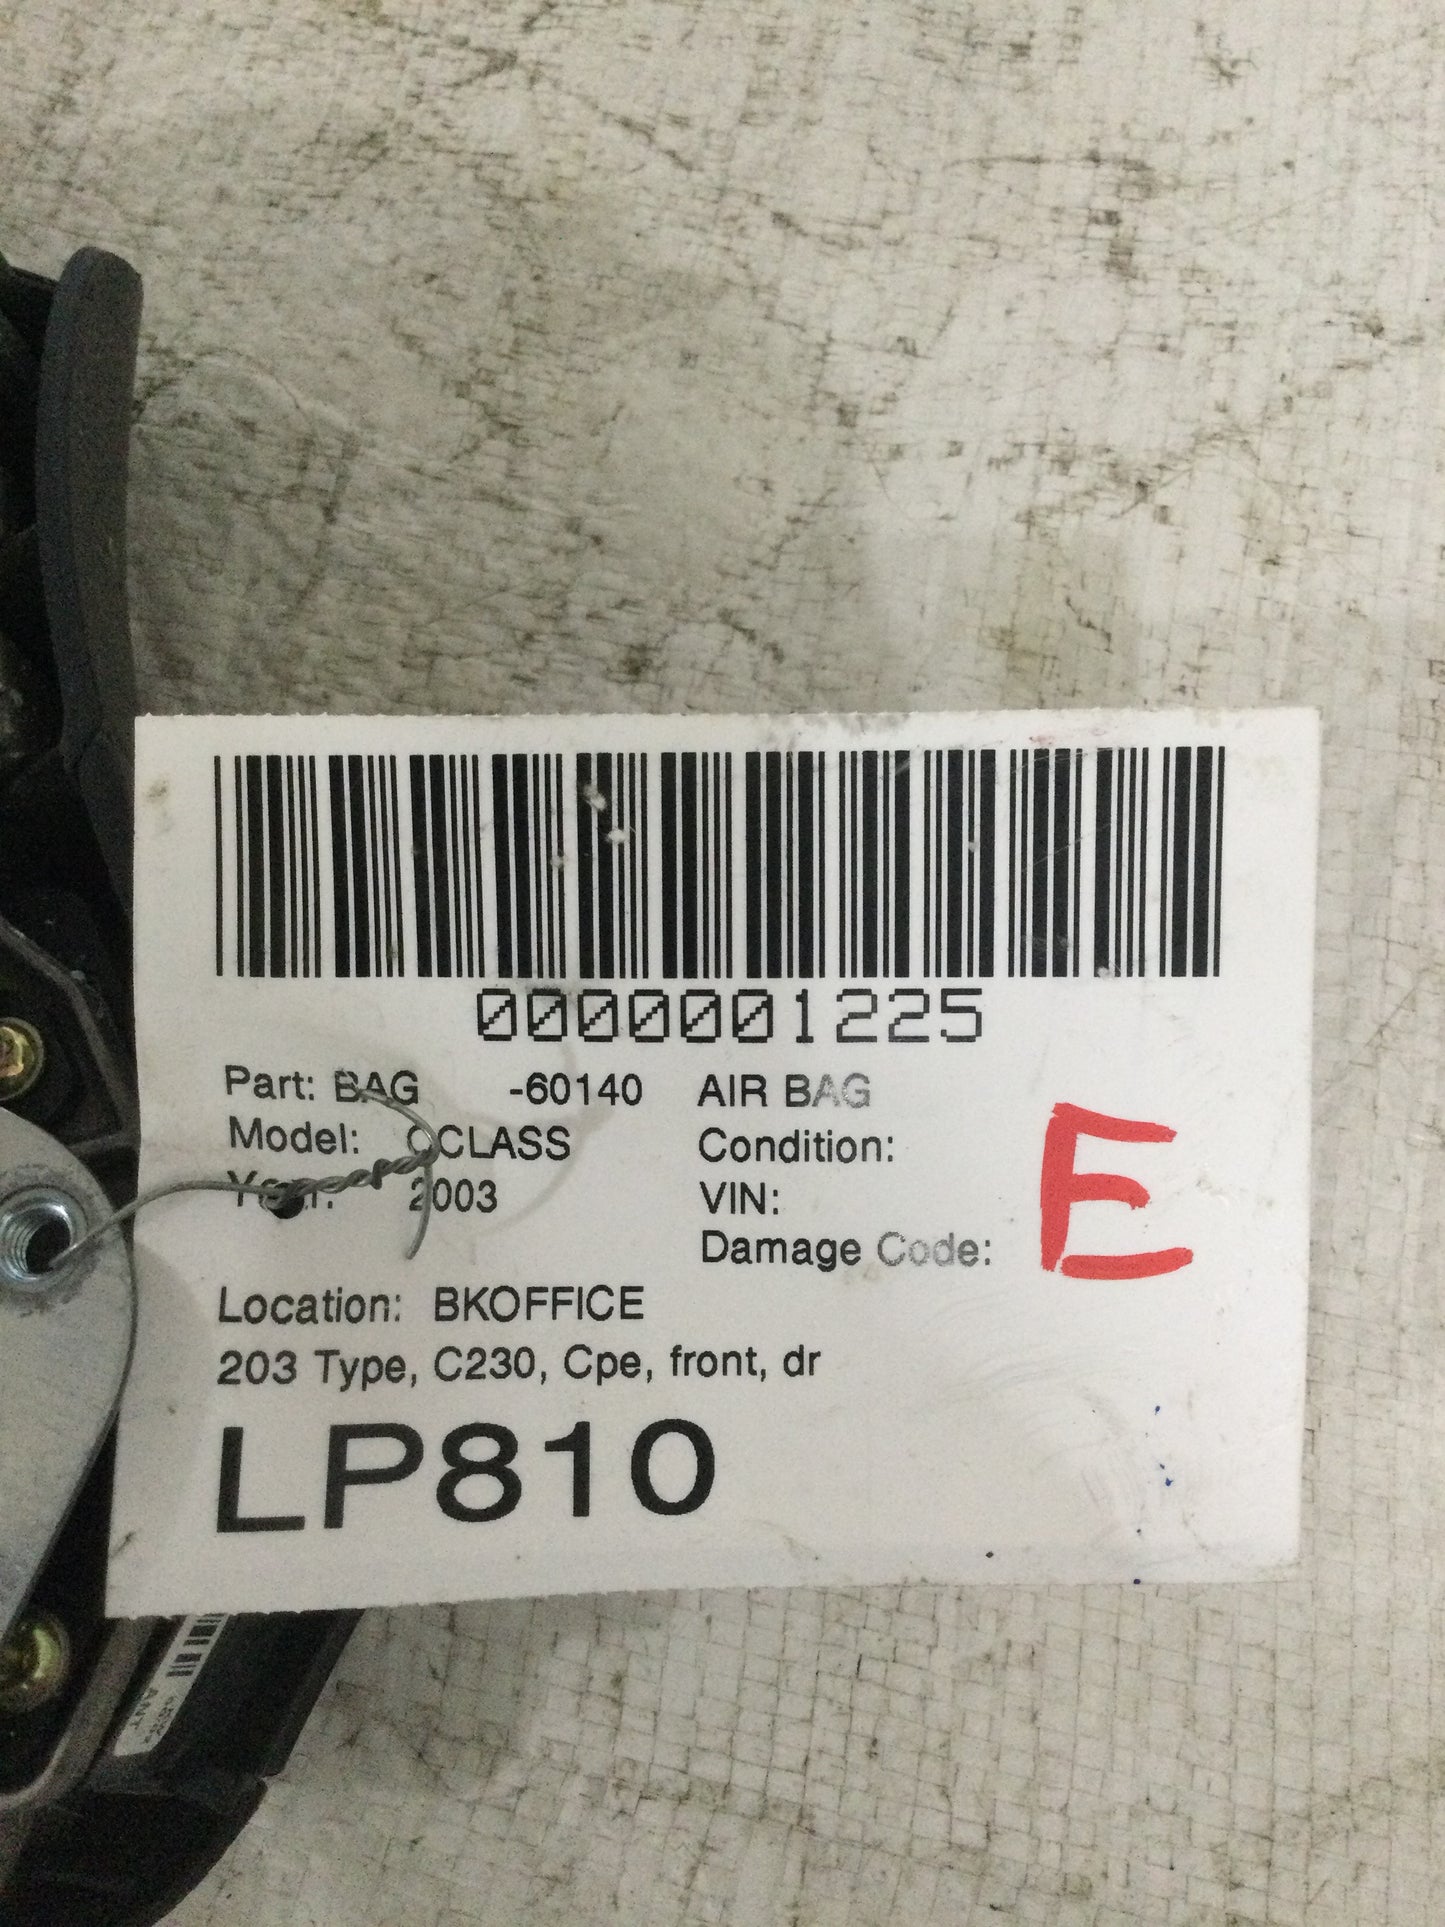 0000001225
Part: BAG -60140 AIR BAG
Model: CCLASS Condition:
Year: 2003 VIN:
Damage Code:
E
Location: BKOFFICE
203 Type, C230, Cpe, front, dr
LP810